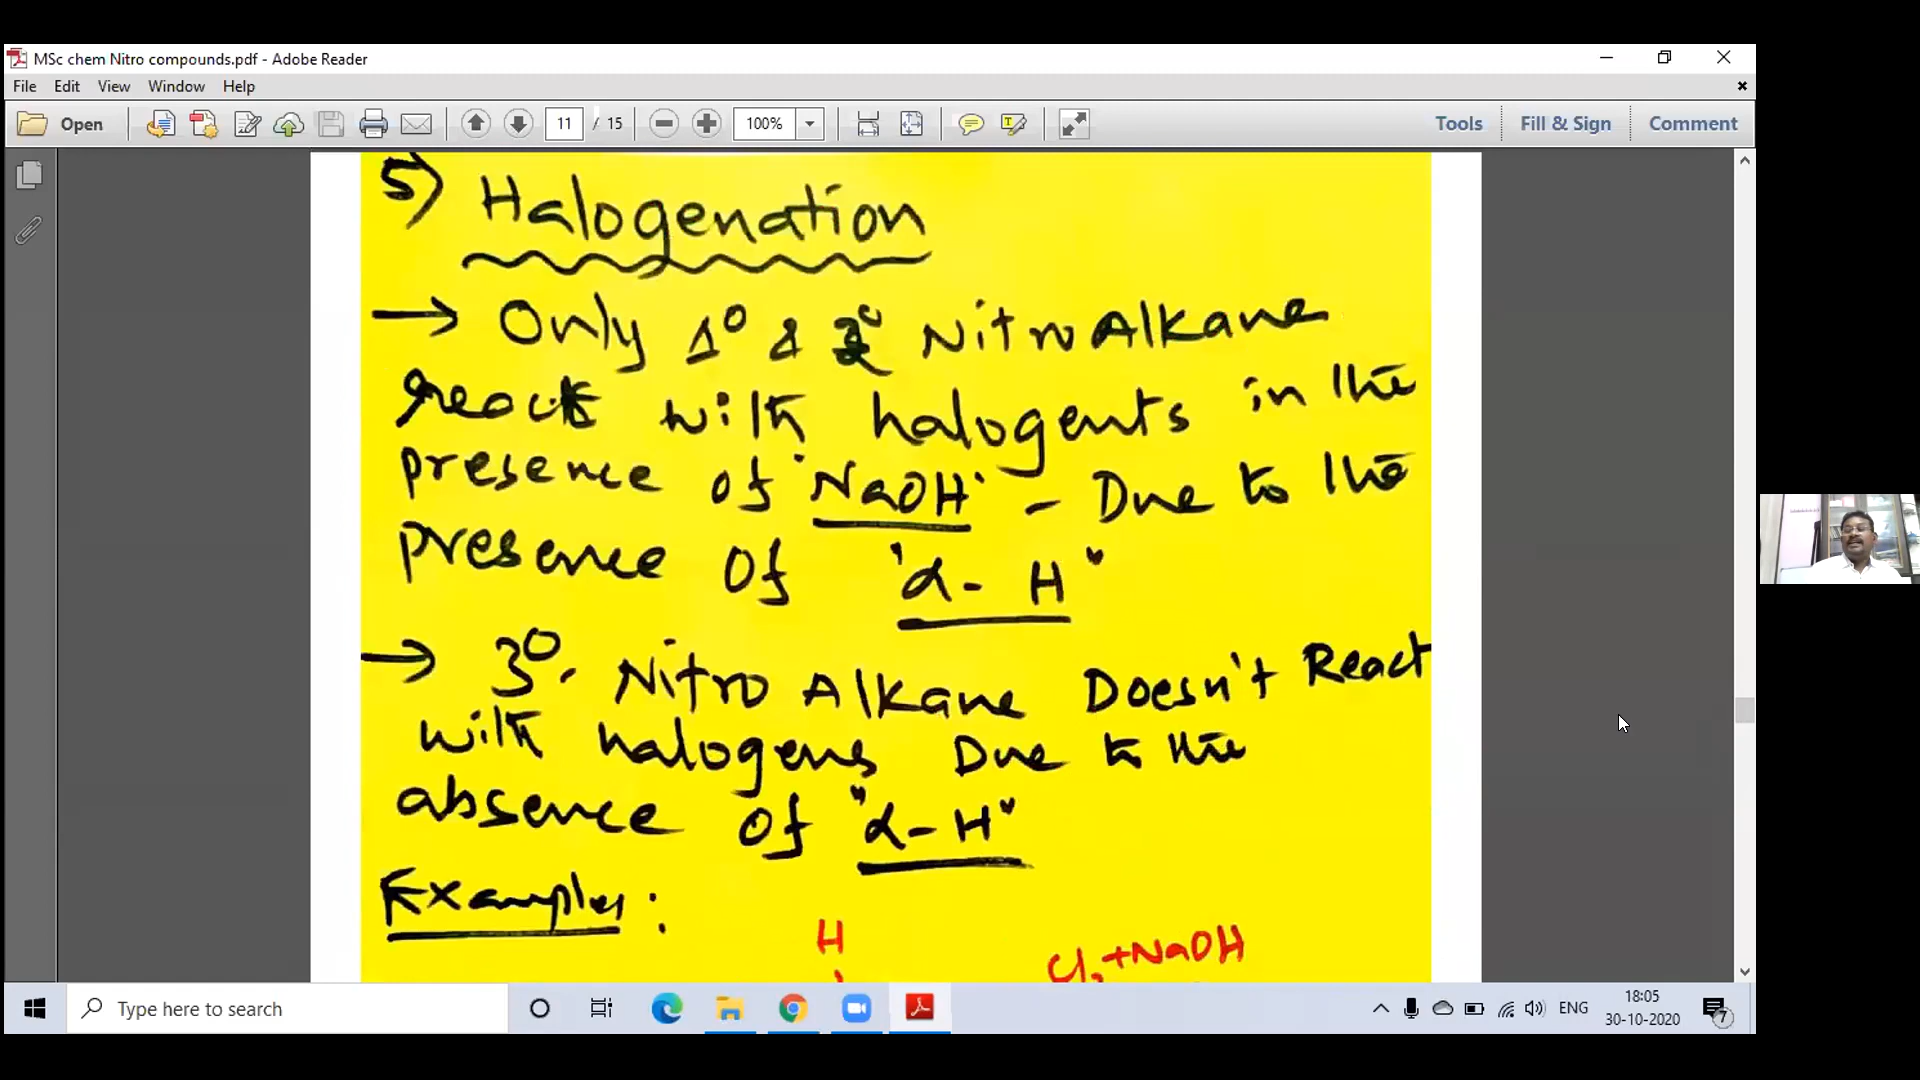 MSc chem Nitro compounds.pdf - Adobe Reader
File Edit View Window Help
Open 11 / 15 100% Tools Fill & Sign Comment
5) Halogenation
→ Only 1° & 2° Nitro Alkane
react with halogents in the
presence of 'NaOH' - Due to the
presence of "α- H"
→ 3°. Nitro Alkane Doesn't React
with halogens Due to the
absence of "α- H"
Examples :
H
Cl₂+NaOH
Type here to search
ENG
18:05
30-10-2020
7